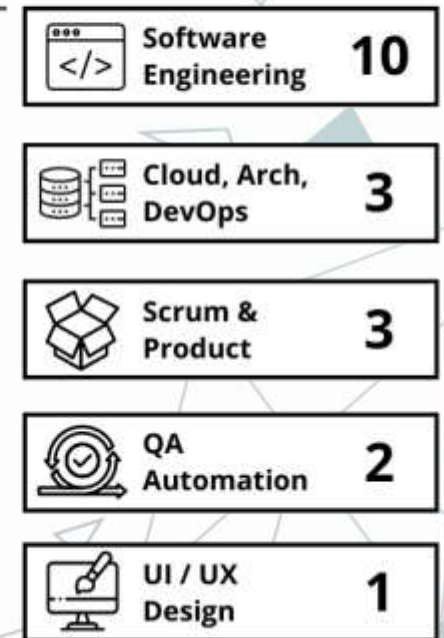 Software
Engineering
10
Cloud, Arch,
DevOps
3
Scrum &
Product
3
QA
Automation
2
UI / UX
Design
1